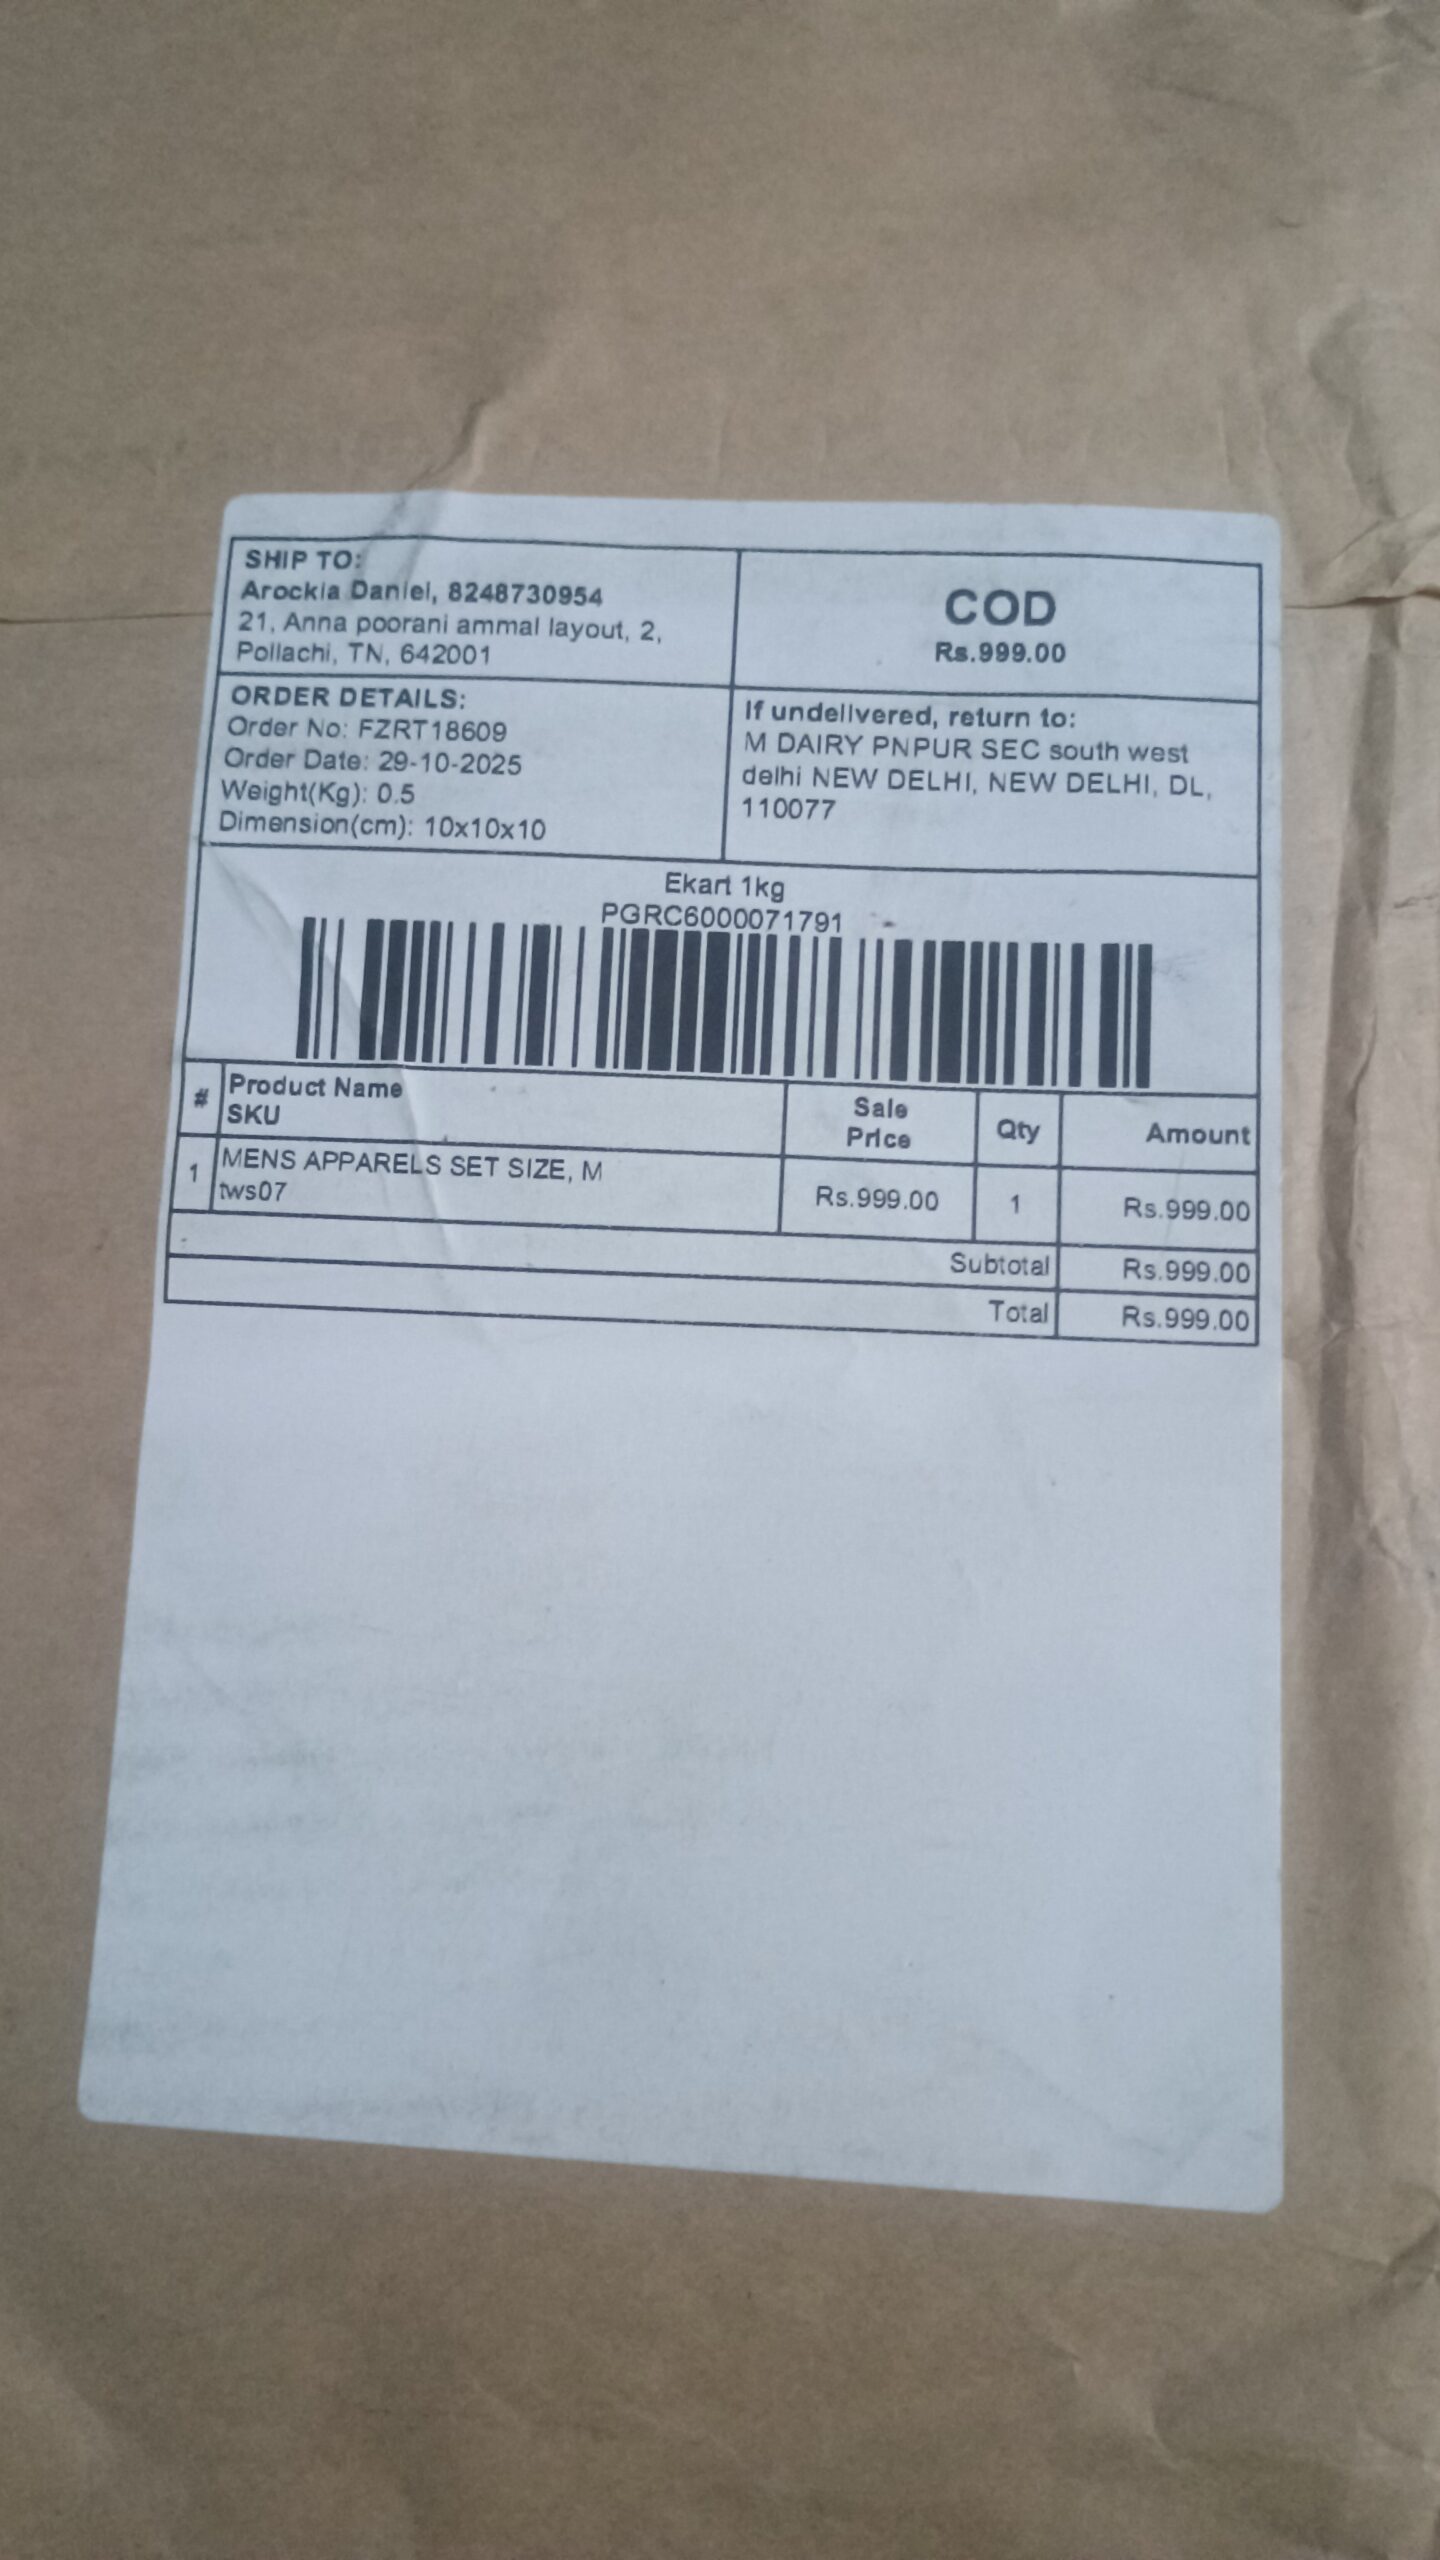 SHIP TO:
Arockia Daniel, 8248730954
21, Anna poorani ammal layout, 2,
Pollachi, TN, 642001
COD
Rs.999.00
ORDER DETAILS:
Order No: FZRT18609
Order Date: 29-10-2025
Weight(Kg): 0.5
Dimension(cm): 10x10x10
If undelivered, return to:
M DAIRY PNPUR SEC south west
delhi NEW DELHI, NEW DELHI, DL,
110077
Ekart 1kg
PGRC6000071791
# Product Name SKU Sale Price Qty Amount
1 MENS APPARELS SET SIZE, M Rs.999.00 1 Rs.999.00
tws07
Subtotal Rs.999.00
Total Rs.999.00